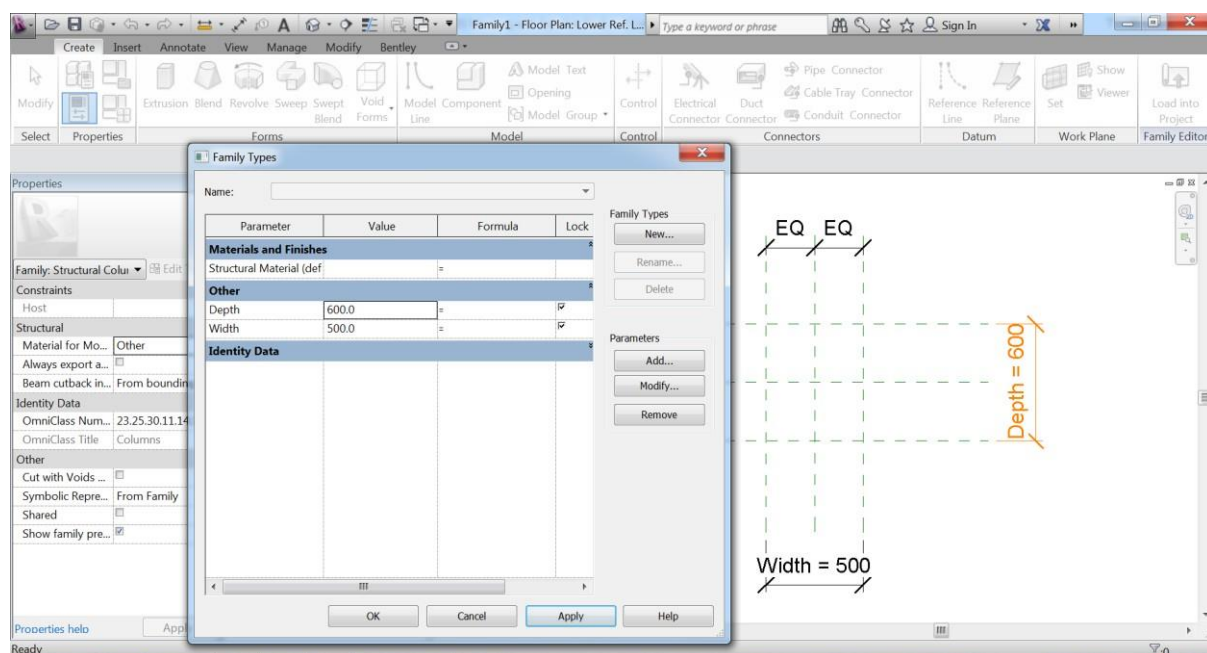 Family1 - Floor Plan: Lower Ref. L...
Type a keyword or phrase
Sign In
Create Insert Annotate View Manage Modify Bentley
Modify
Extrusion Blend Revolve Sweep Swept Blend Void Forms
Model Line Component
Model Text
Opening
Model Group
Control
Electrical Connector
Duct Connector
Pipe Connector
Cable Tray Connector
Conduit Connector
Reference Line
Reference Plane
Set
Show
Viewer
Load into Project
Select Properties Forms Model Control Connectors Datum Work Plane Family Editor
Properties
Family: Structural Colu
Edit
Constraints
Host
Structural
Material for Mo... Other
Always export a...
Beam cutback in... From boundin
Identity Data
OmniClass Num... 23.25.30.11.14
OmniClass Title Columns
Other
Cut with Voids ...
Symbolic Repre... From Family
Shared
Show family pre...
Properties help
Appl
Ready
Family Types
Name:
Parameter Value Formula Lock
Materials and Finishes
Structural Material (def =
Other
Depth 600.0 =
Width 500.0 =
Identity Data
Family Types
New...
Rename...
Delete
Parameters
Add...
Modify...
Remove
OK Cancel Apply Help
EQ EQ
Depth = 600
Width = 500
:0